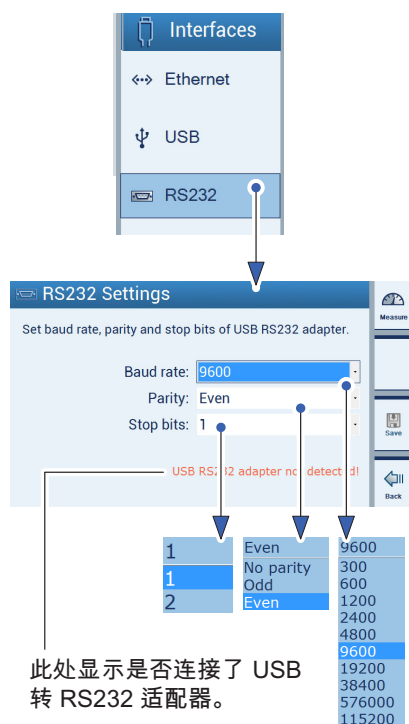 Interfaces
Ethernet
USB
RS232
RS232 Settings
Measure
Set baud rate, parity and stop bits of USB RS232 adapter.
Baud rate: 9600
Parity: Even
Stop bits: 1
Save
USB RS232 adapter not detected!
Back
1
1
2
Even
No parity
Odd
Even
9600
300
600
1200
2400
4800
9600
19200
38400
576000
115200
此处显示是否连接了 USB
转 RS232 适配器。